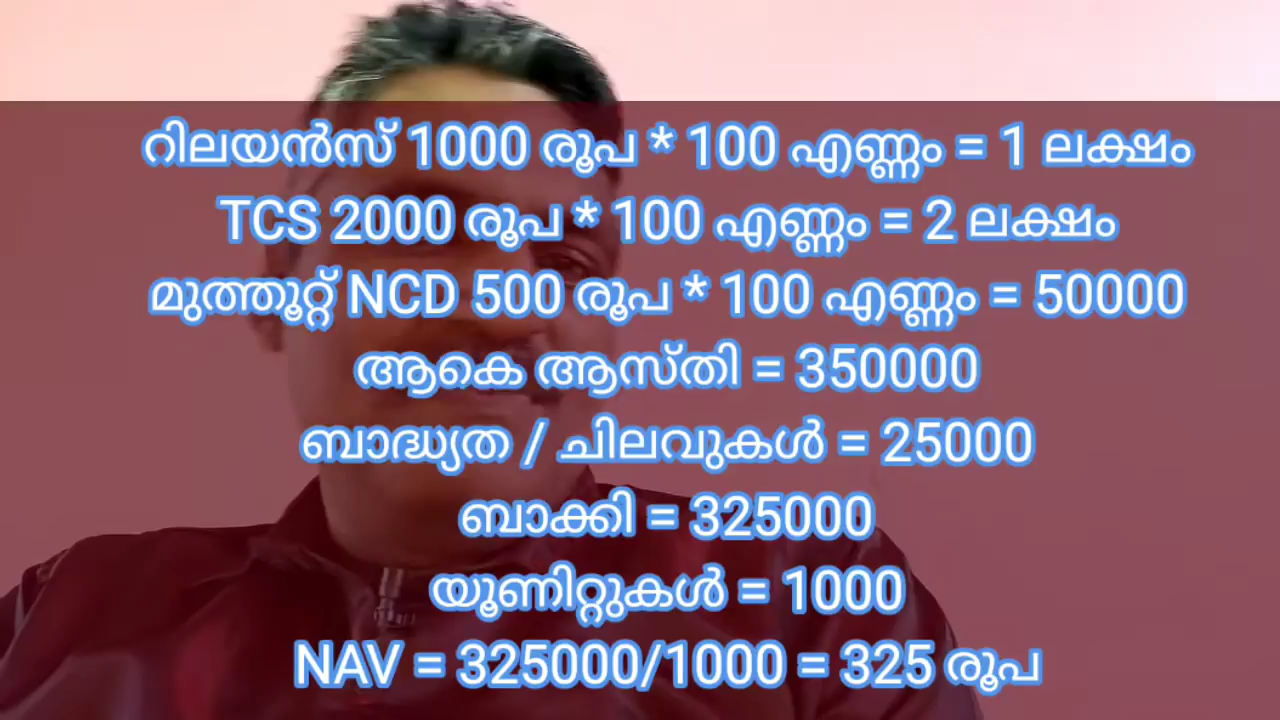 റിലയൻസ് 1000 രൂപ * 100 എണ്ണം = 1 ലക്ഷം
TCS 2000 രൂപ * 100 എണ്ണം = 2 ലക്ഷം
മുത്തൂറ്റ് NCD 500 രൂപ * 100 എണ്ണം = 50000
ആകെ ആസ്തി = 350000
ബാദ്ധ്യത / ചിലവുകൾ = 25000
ബാക്കി = 325000
യൂണിറ്റുകൾ = 1000
NAV = 325000/1000 = 325 രൂപ